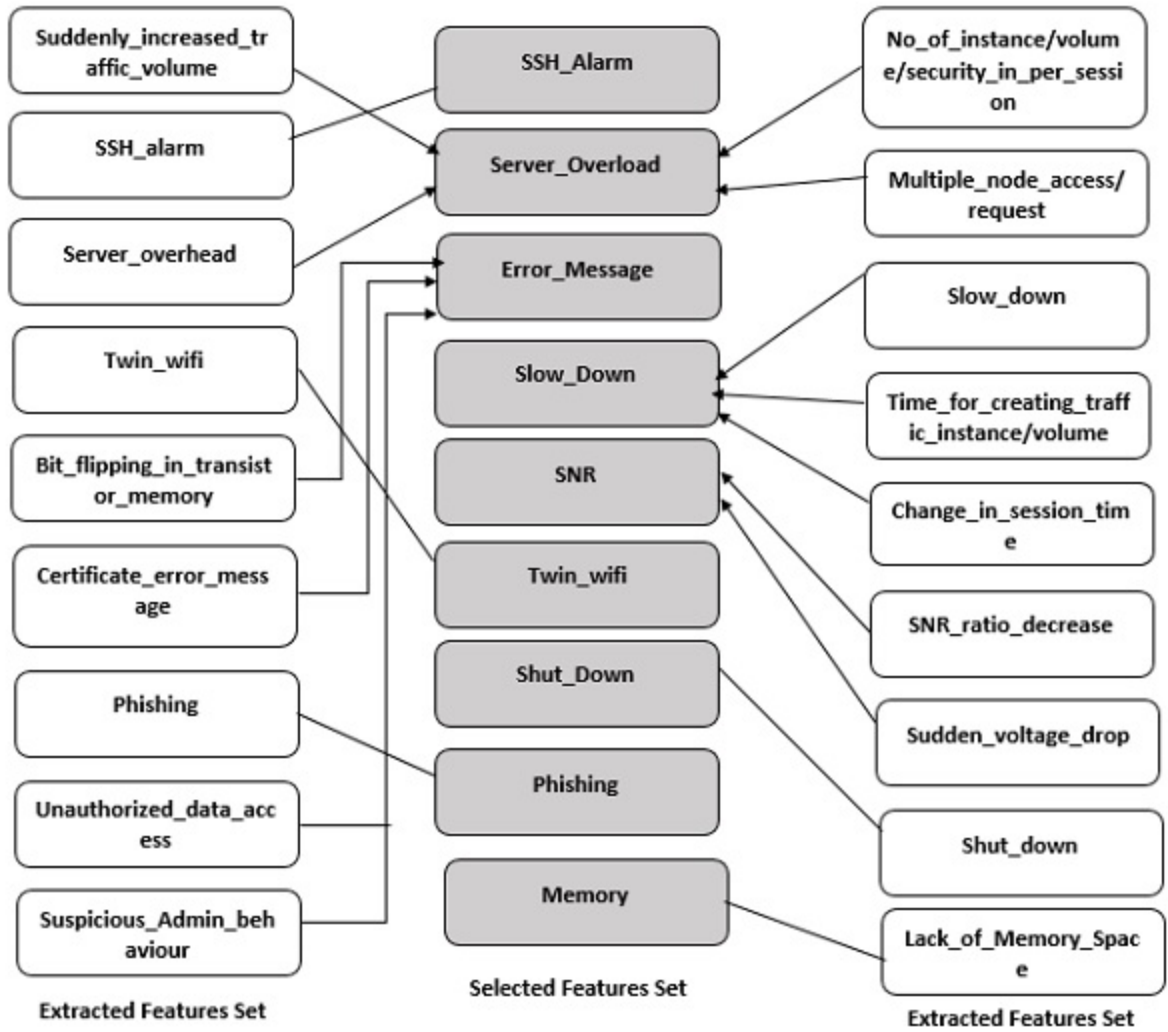 Suddenly_increased_tr
affic_volume
SSH_alarm
Server_overhead
Twin_wifi
Bit_flipping_in_transist
or_memory
Certificate_error_mess
age
Phishing
Unauthorized_data_acc
ess
Suspicious_Admin_beh
aviour
Extracted Features Set
SSH_Alarm
Server_Overload
Error_Message
Slow_Down
SNR
Twin_wifi
Shut_Down
Phishing
Memory
Selected Features Set
No_of_instance/volum
e/security_in_per_sessi
on
Multiple_node_access/
request
Slow_down
Time_for_creating_traff
ic_instance/volume
Change_in_session_tim
e
SNR_ratio_decrease
Sudden_voltage_drop
Shut_down
Lack_of_Memory_Spac
e
Extracted Features Set